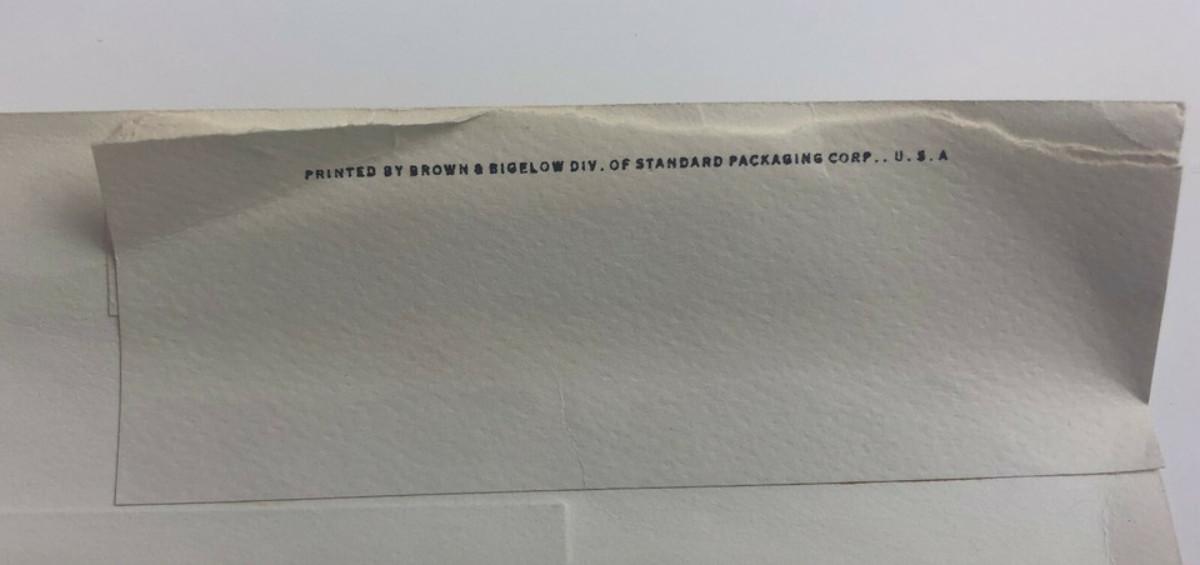 PRINTED BY BROWN & BIGELOW DIV. OF STANDARD PACKAGING CORP.. U. S. A